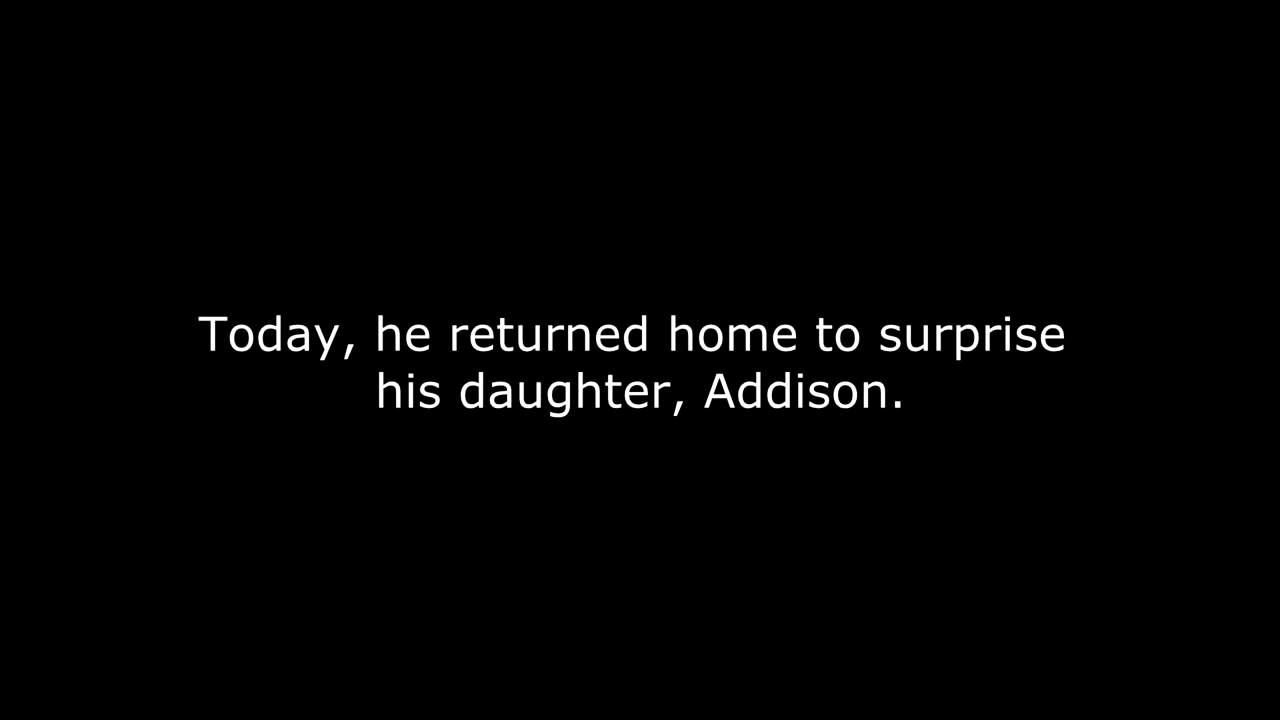 Today, he returned home to surprise
his daughter, Addison.